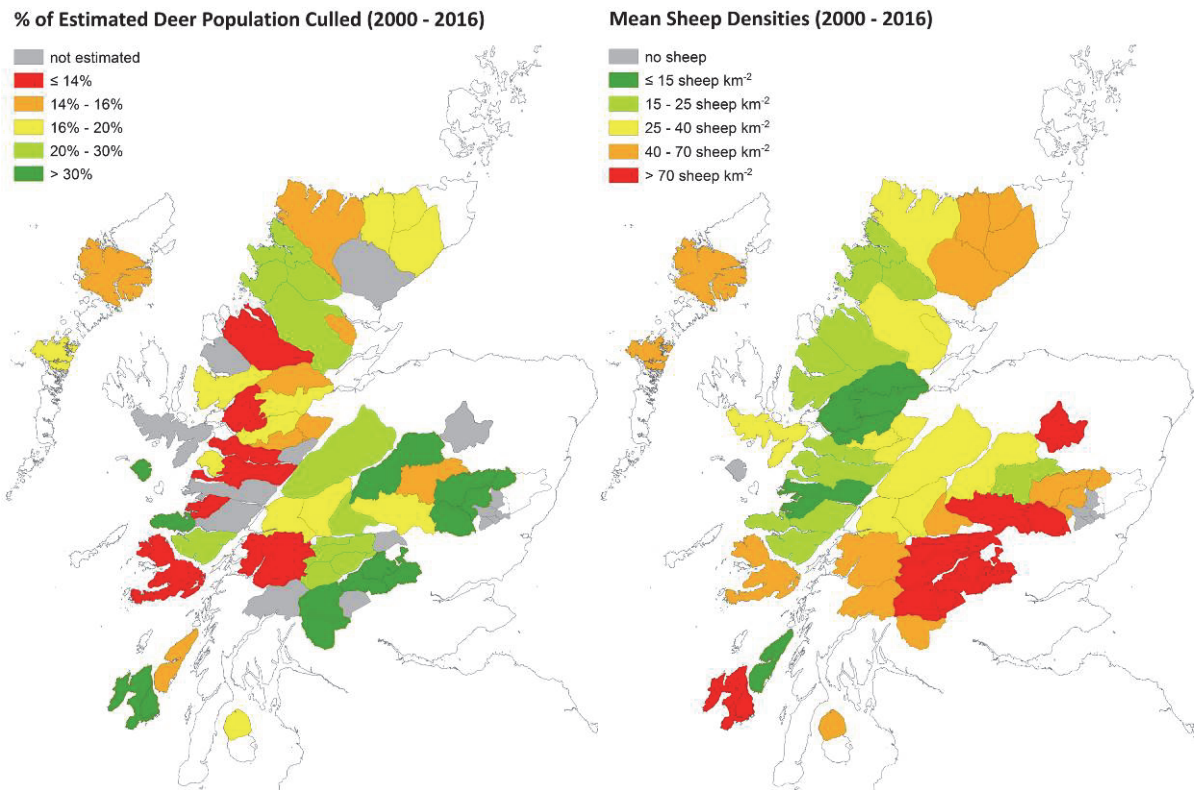 % of Estimated Deer Population Culled (2000 - 2016)
not estimated
≤ 14%
14% - 16%
16% - 20%
20% - 30%
> 30%
Mean Sheep Densities (2000 - 2016)
no sheep
≤ 15 sheep km⁻²
15 - 25 sheep km⁻²
25 - 40 sheep km⁻²
40 - 70 sheep km⁻²
> 70 sheep km⁻²